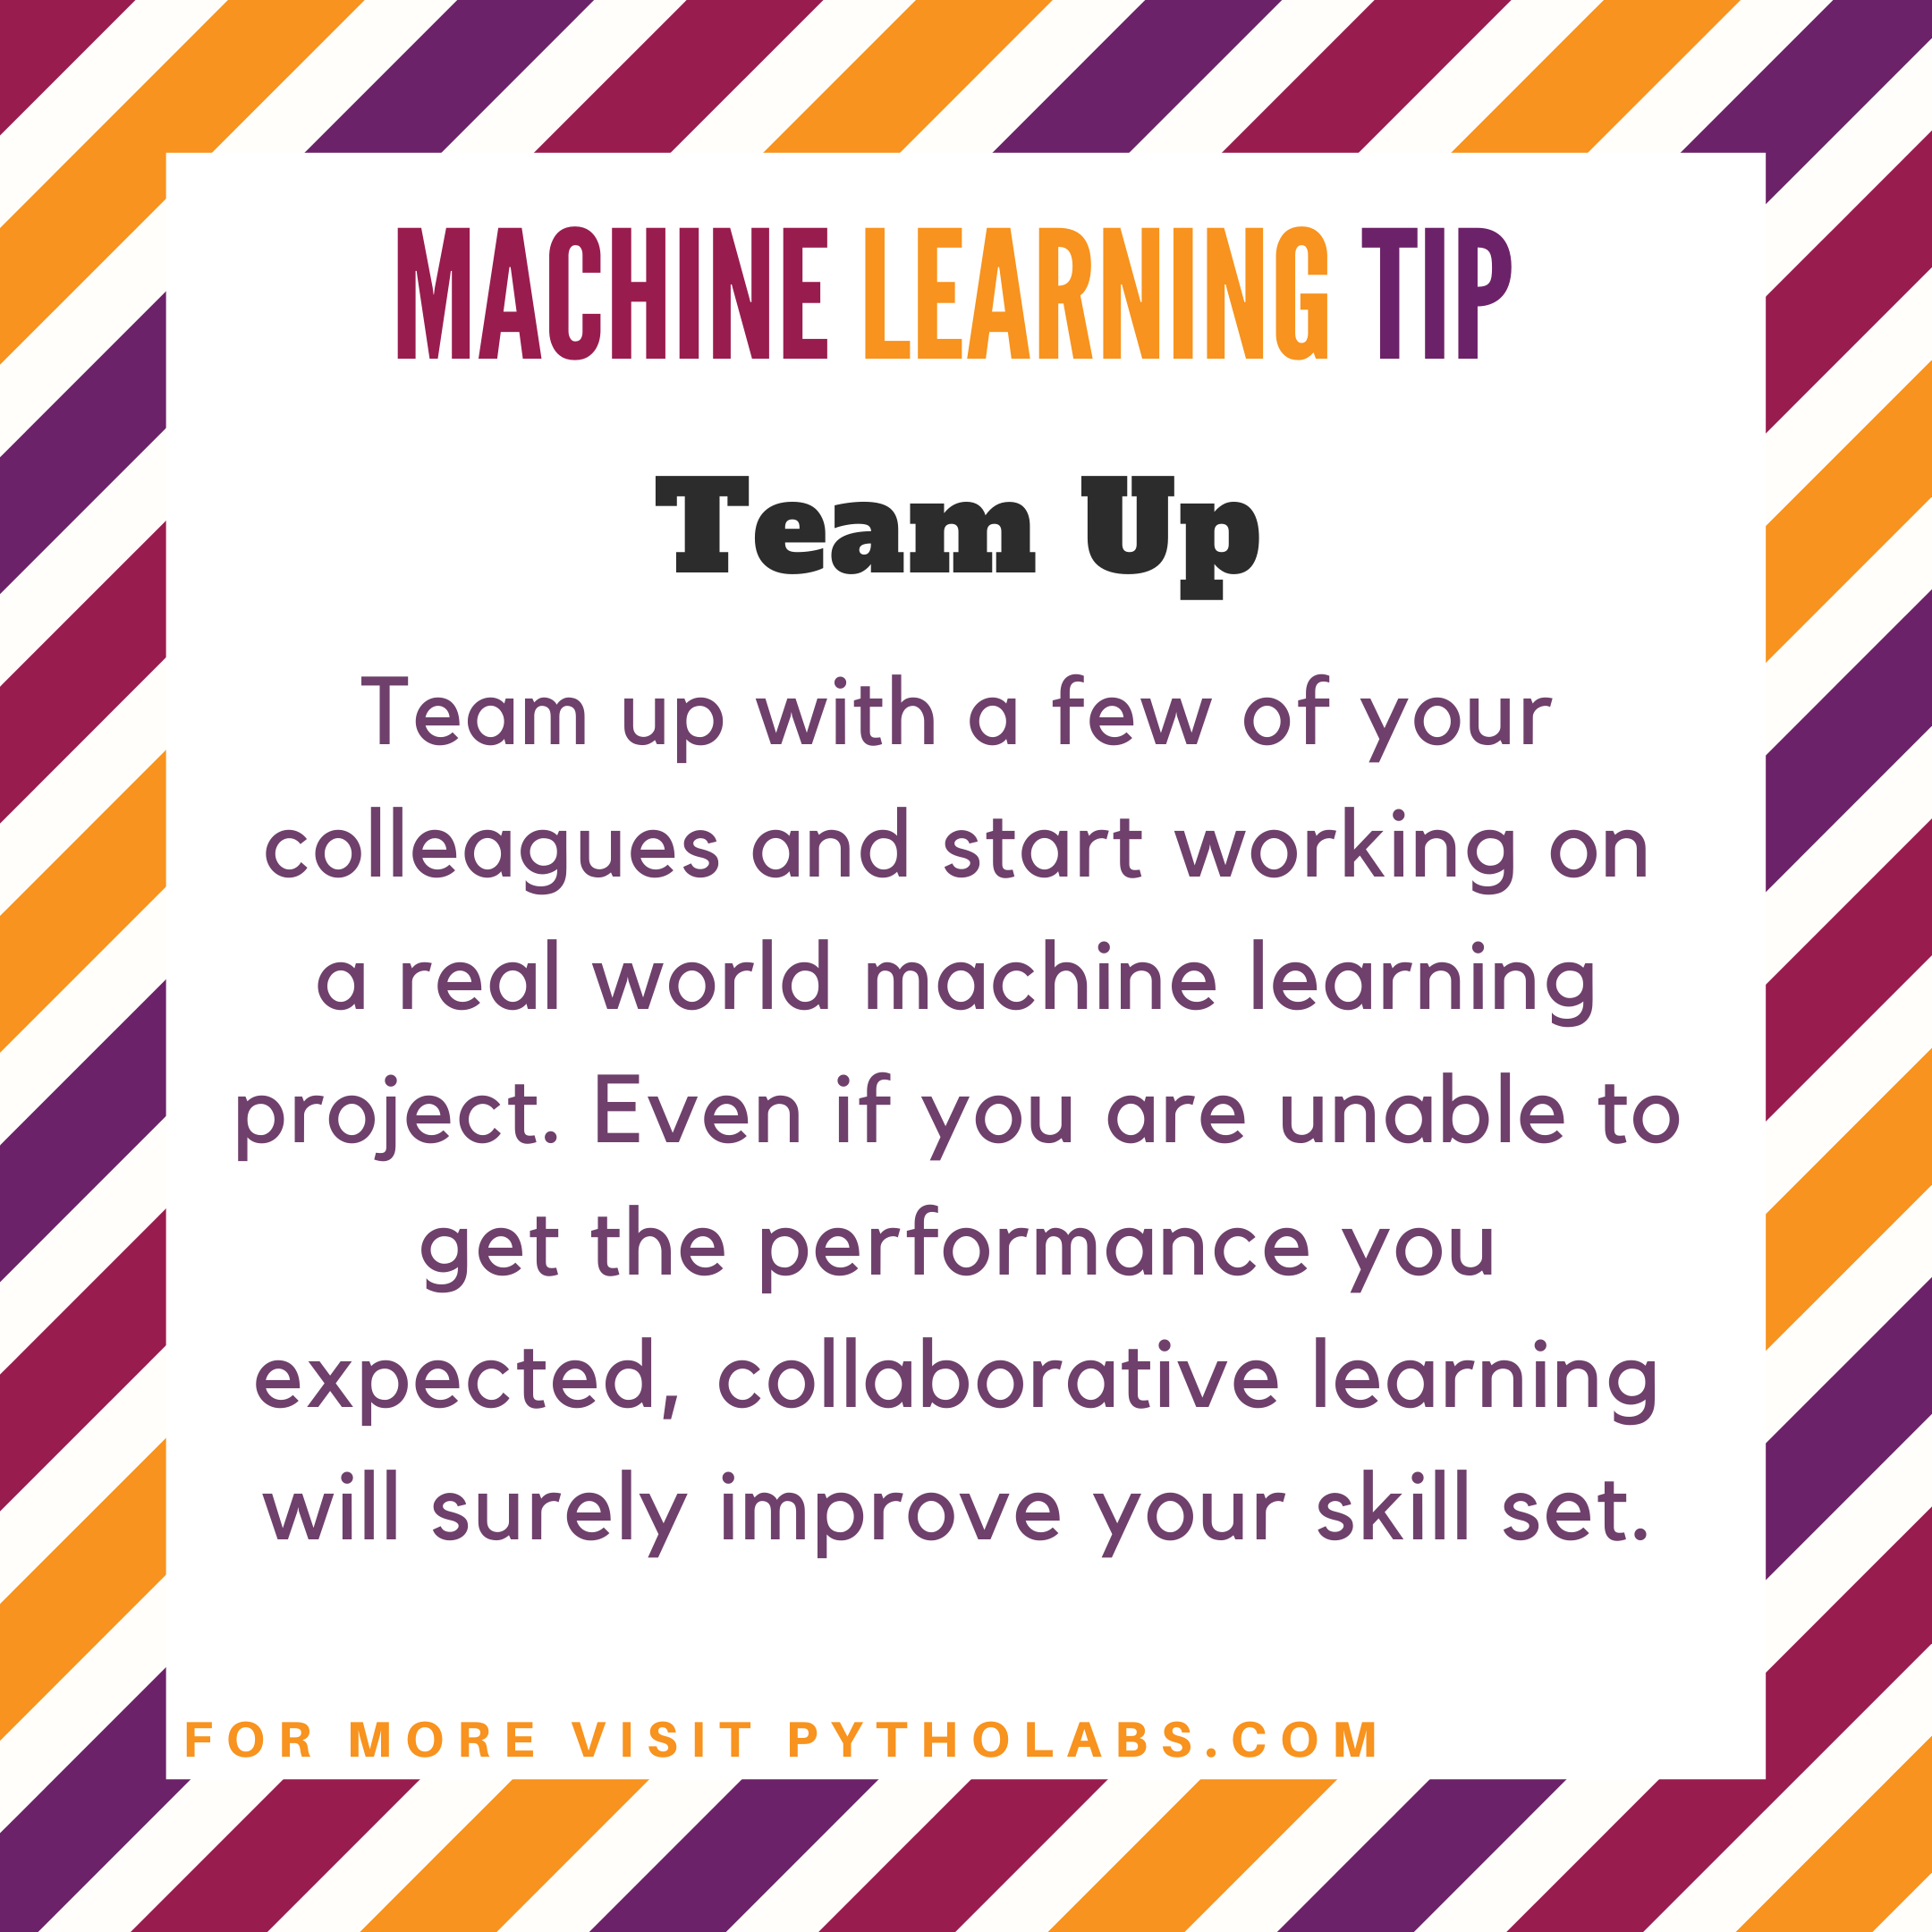 MACHINE LEARNING TIP
Team Up
Team up with a few of your
colleagues and start working on
a real world machine learning
project. Even if you are unable to
get the performance you
expected, collaborative learning
will surely improve your skill set.
FOR MORE VISIT PYTHOLABS.COM